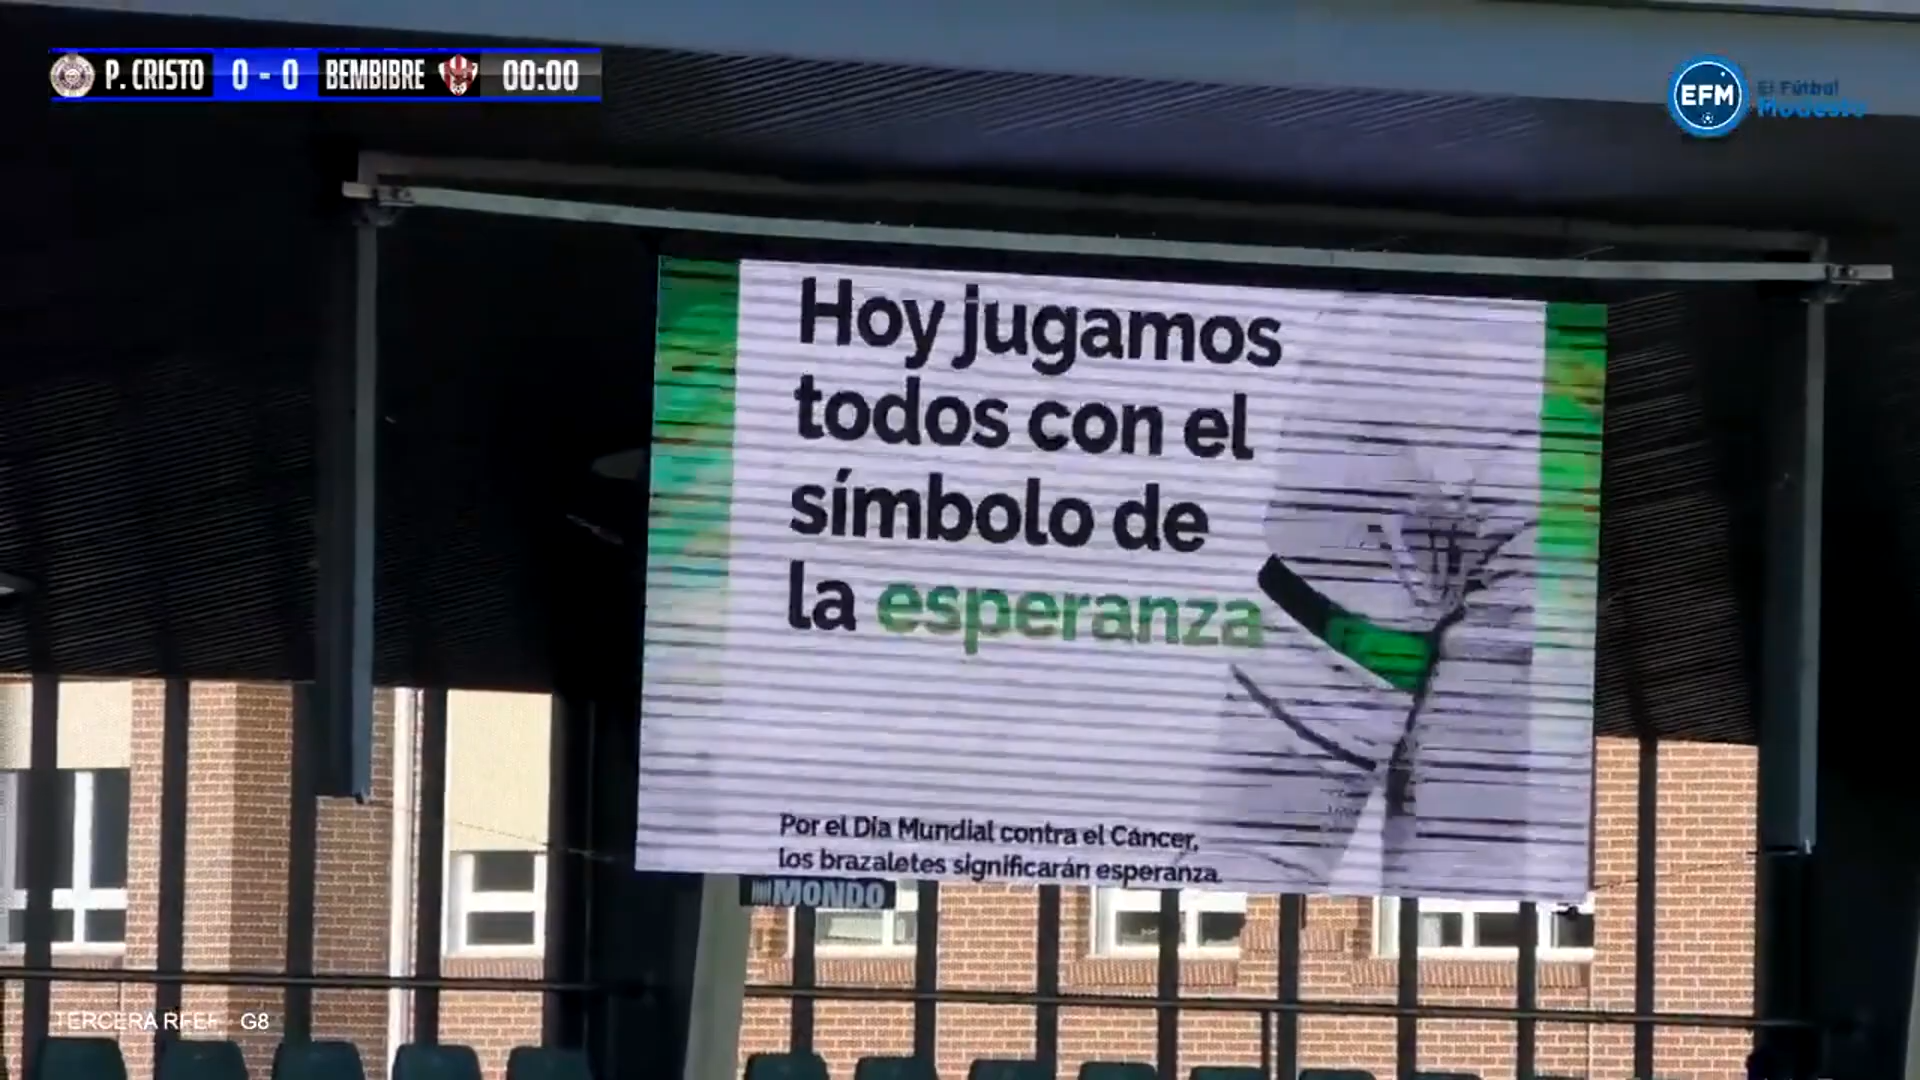 P. CRISTO 0 - 0 BEMBIBRE 00:00
EFM El Fútbol Modesto
Hoy jugamos
todos con el
símbolo de
la esperanza
Por el Día Mundial contra el Cáncer,
los brazaletes significarán esperanza.
MONDO
TERCERA RFEF G8